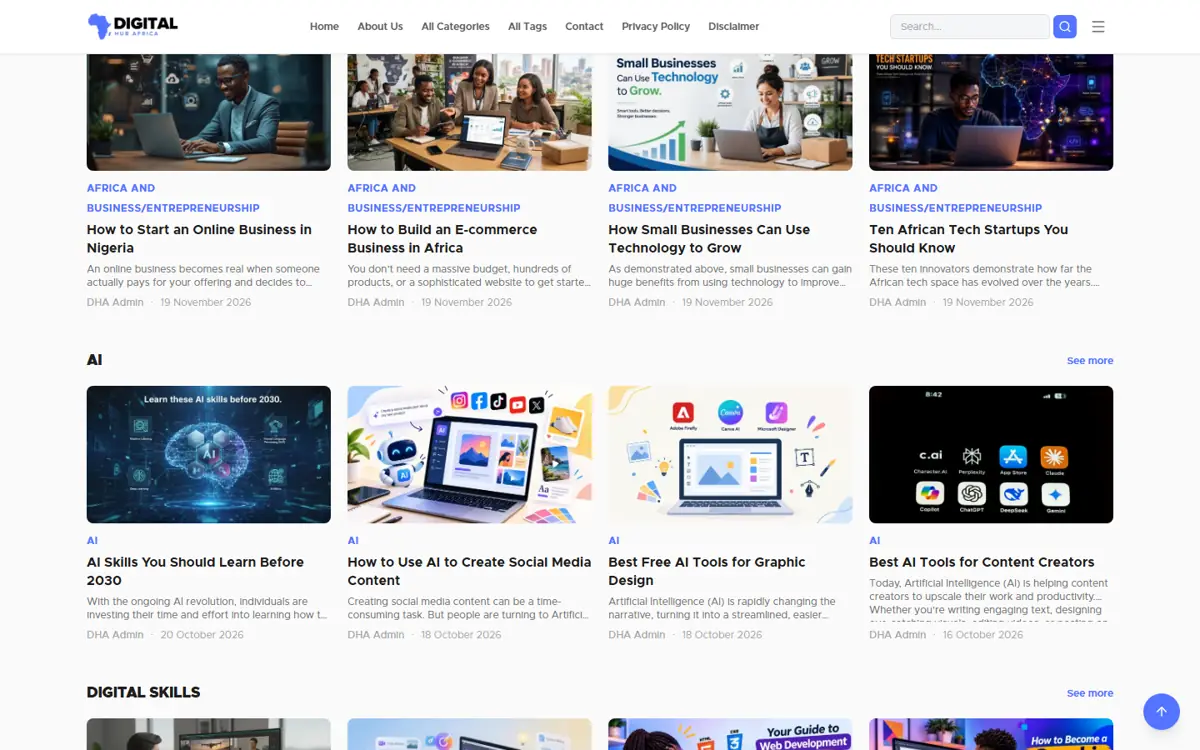 DIGITAL
HUB AFRICA
Home About Us All Categories All Tags Contact Privacy Policy Disclaimer
Search...
Small Businesses
Can Use Technology
to Grow.
GROW
TECH STARTUPS
YOU SHOULD KNOW.
AFRICA AND
BUSINESS/ENTREPRENEURSHIP
How to Start an Online Business in
Nigeria
An online business becomes real when someone
actually pays for your offering and decides to...
DHA Admin · 19 November 2026
AFRICA AND
BUSINESS/ENTREPRENEURSHIP
How to Build an E-commerce
Business in Africa
You don't need a massive budget, hundreds of
products, or a sophisticated website to get starte...
DHA Admin · 19 November 2026
AFRICA AND
BUSINESS/ENTREPRENEURSHIP
How Small Businesses Can Use
Technology to Grow
As demonstrated above, small businesses can gain
huge benefits from using technology to improve...
DHA Admin · 19 November 2026
AFRICA AND
BUSINESS/ENTREPRENEURSHIP
Ten African Tech Startups You
Should Know
These ten innovators demonstrate how far the
African tech space has evolved over the years....
DHA Admin · 19 November 2026
AI
See more
Learn these AI skills before 2030.
AI
AI
AI
Aa
Adobe Firefly
Canva AI
Microsoft Designer
Canva
T
8:42
c.ai
Character AI
Perplexity
App Store
Claude
Copilot
ChatGPT
DeepSeek
Gemini
AI
AI Skills You Should Learn Before
2030
With the ongoing AI revolution, individuals are
investing their time and effort into learning how t...
DHA Admin · 20 October 2026
AI
How to Use AI to Create Social Media
Content
Creating social media content can be a time-
consuming task. But people are turning to Artifici...
DHA Admin · 18 October 2026
AI
Best Free AI Tools for Graphic
Design
Artificial Intelligence (AI) is rapidly changing the
narrative, turning it into a streamlined, easier...
DHA Admin · 18 October 2026
AI
Best AI Tools for Content Creators
Today, Artificial Intelligence (AI) is helping content
creators to upscale their work and productivity....
Whether you're writing engaging text, designing
DHA Admin · 16 October 2026
DIGITAL SKILLS
See more
Your Guide to
Web Development
How to Become a